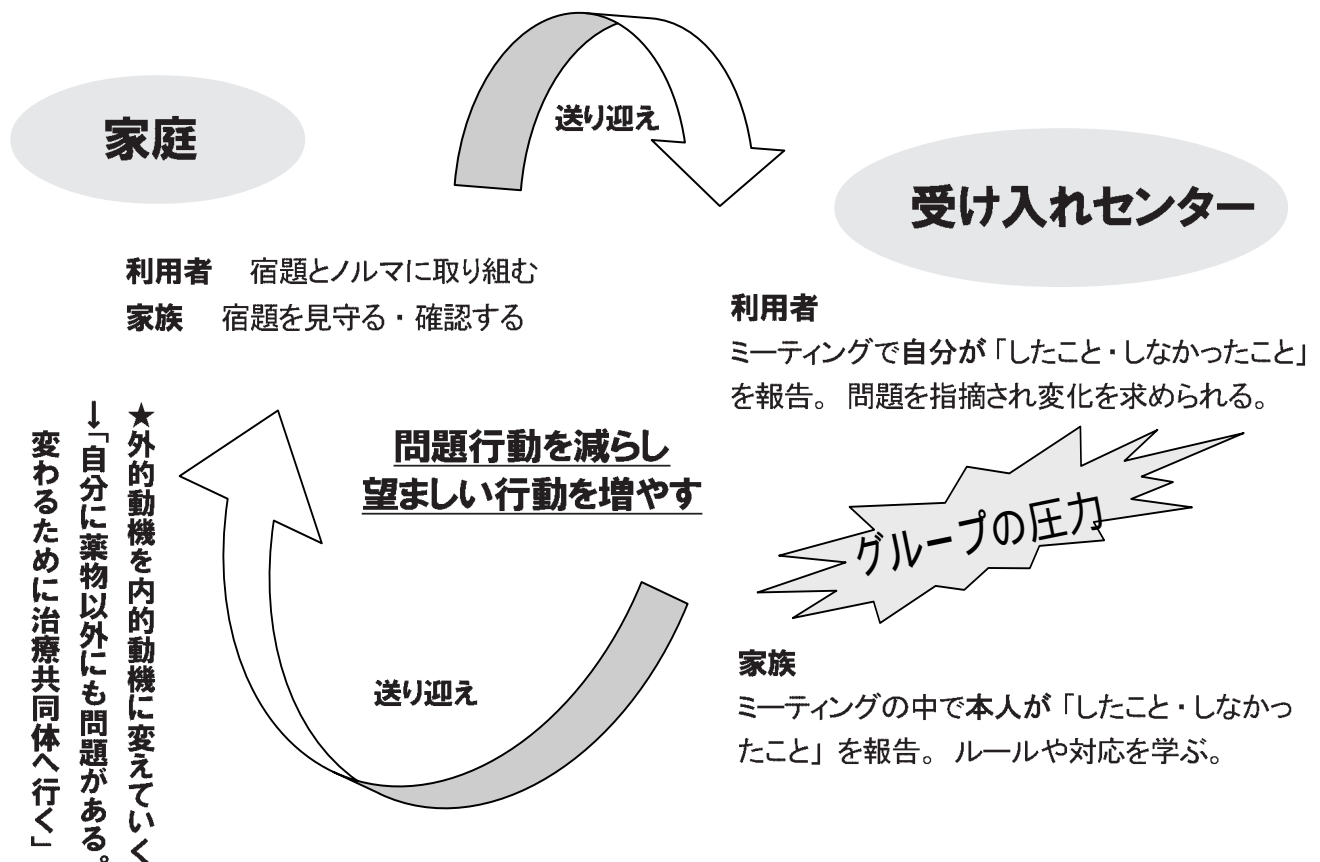 家庭
送り迎え
受け入れセンター
利用者 宿題とノルマに取り組む
家族 宿題を見守る・確認する
利用者
ミーティングで自分が「したこと・しなかったこと」
を報告。問題を指摘され変化を求められる。
★外的動機を内的動機に変えていく
→「自分に薬物以外にも問題がある。
変わるために治療共同体へ行く」
問題行動を減らし
望ましい行動を増やす
グループの圧力
送り迎え
家族
ミーティングの中で本人が「したこと・しなかっ
たこと」を報告。ルールや対応を学ぶ。